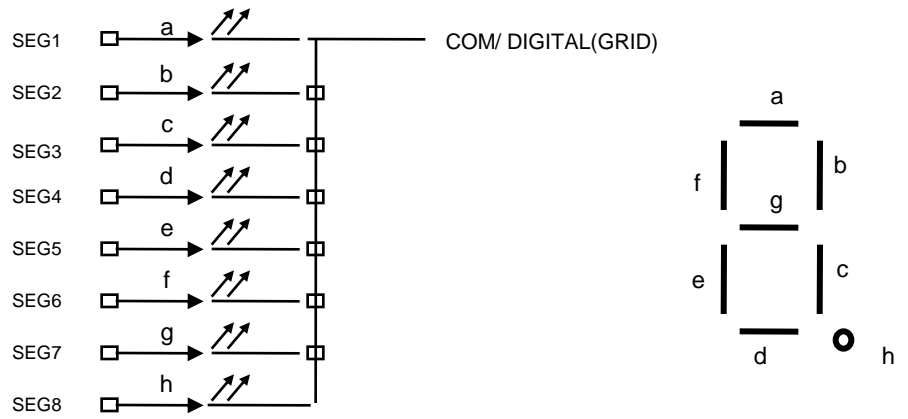 SEG1 a COM/ DIGITAL(GRID)
SEG2 b
SEG3 c
SEG4 d
SEG5 e
SEG6 f
SEG7 g
SEG8 h
a
f b
g
e c
d h